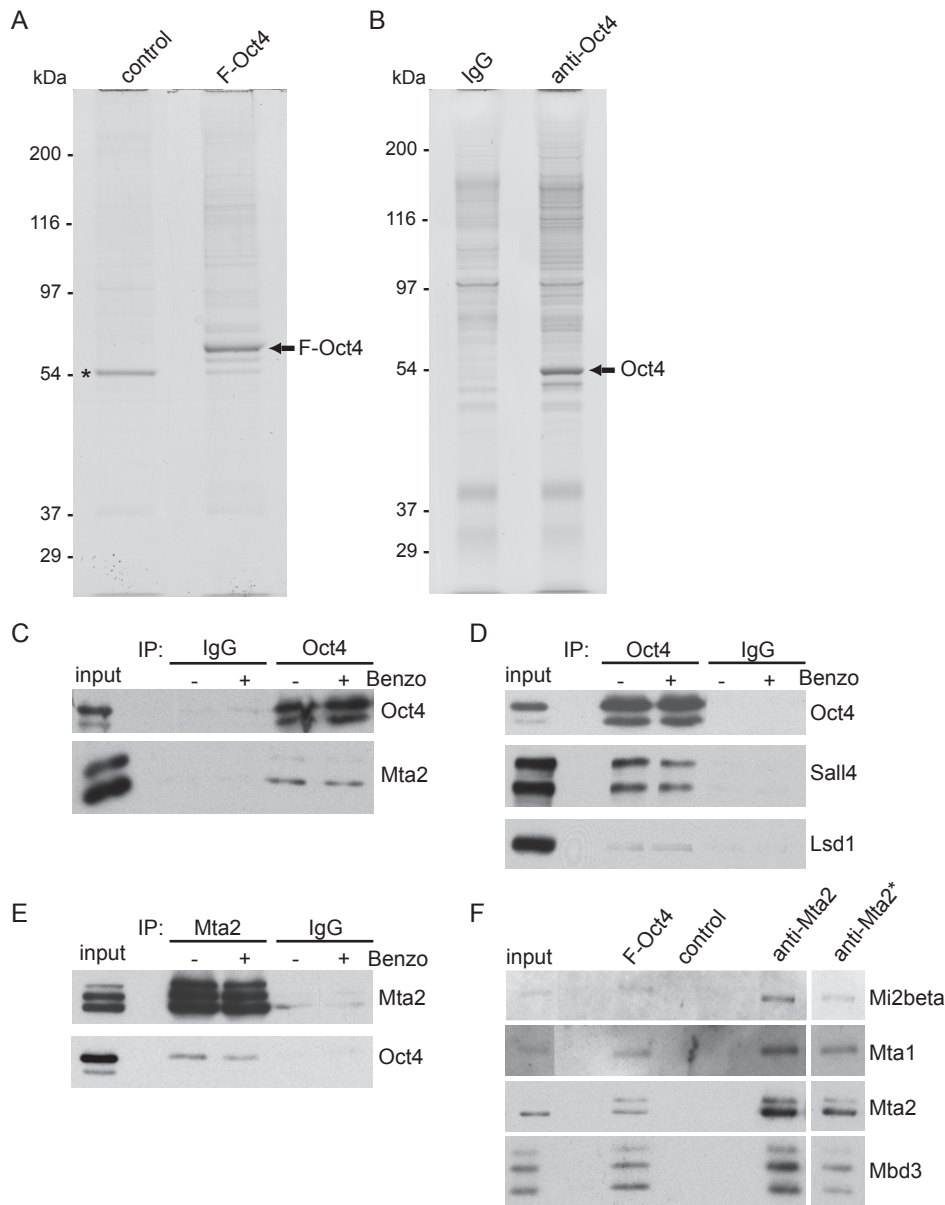 A
kDa
control
F-Oct4
200
116
97
F-Oct4
* 54
37
29
B
IgG
anti-Oct4
200
116
97
54
Oct4
37
29
C
IP: IgG Oct4
input - + - + Benzo
Oct4
Mta2
D
IP: Oct4 IgG
input - + - + Benzo
Oct4
Sall4
Lsd1
E
IP: Mta2 IgG
input - + - + Benzo
Mta2
Oct4
F
input F-Oct4 control anti-Mta2 anti-Mta2*
Mi2beta
Mta1
Mta2
Mbd3